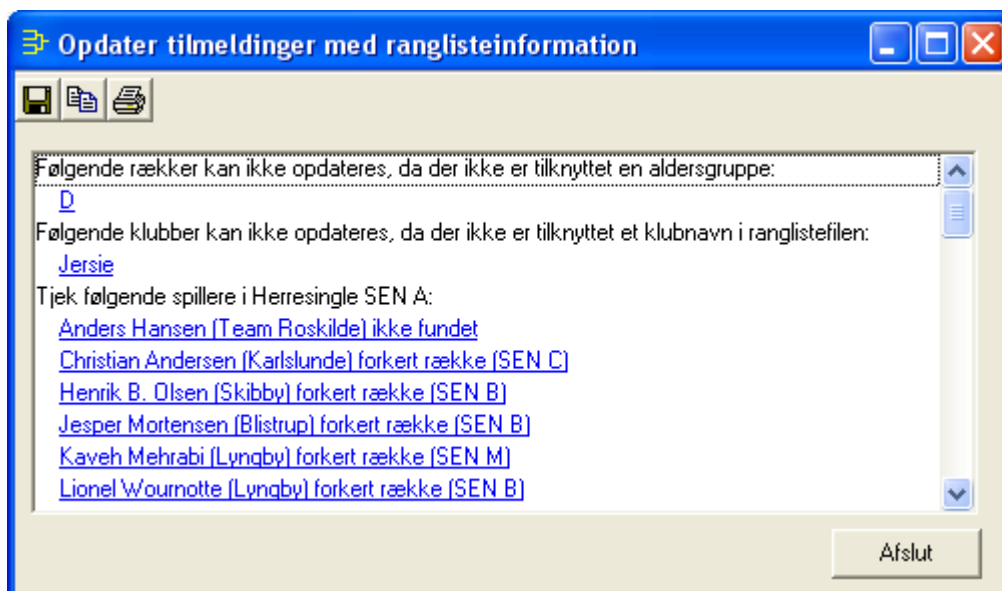 Opdater tilmeldinger med ranglisteinformation
Følgende rækker kan ikke opdateres, da der ikke er tilknyttet en aldersgruppe:
D
Følgende klubber kan ikke opdateres, da der ikke er tilknyttet et klubnavn i ranglistefilen:
Jersie
Tjek følgende spillere i Herresingle SEN A:
Anders Hansen (Team Roskilde) ikke fundet
Christian Andersen (Karlslunde) forkert række (SEN C)
Henrik B. Olsen (Skibby) forkert række (SEN B)
Jesper Mortensen (Blistrup) forkert række (SEN B)
Kaveh Mehrabi (Lyngby) forkert række (SEN M)
Lionel Wournotte (Lyngby) forkert række (SEN B)
Afslut